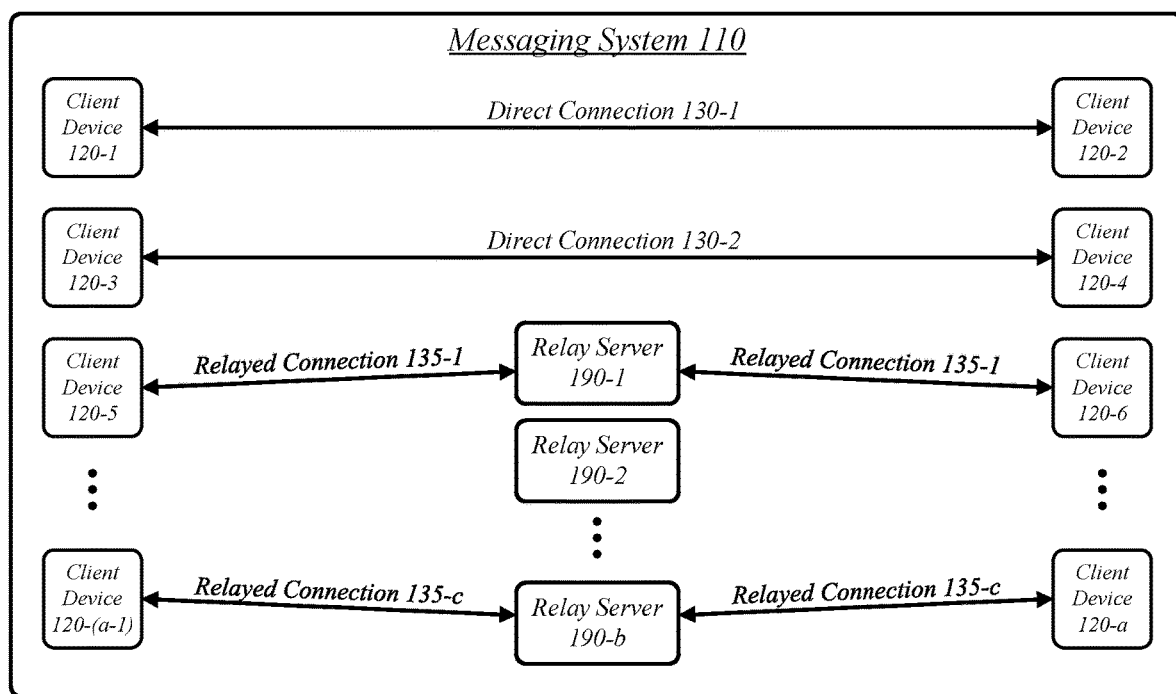 Messaging System 110
Client
Device
120-1
Direct Connection 130-1
Client
Device
120-2
Client
Device
120-3
Direct Connection 130-2
Client
Device
120-4
Client
Device
120-5
Relayed Connection 135-1
Relay Server
190-1
Relayed Connection 135-1
Client
Device
120-6
Relay Server
190-2
Client
Device
120-(a-1)
Relayed Connection 135-c
Relay Server
190-b
Relayed Connection 135-c
Client
Device
120-a